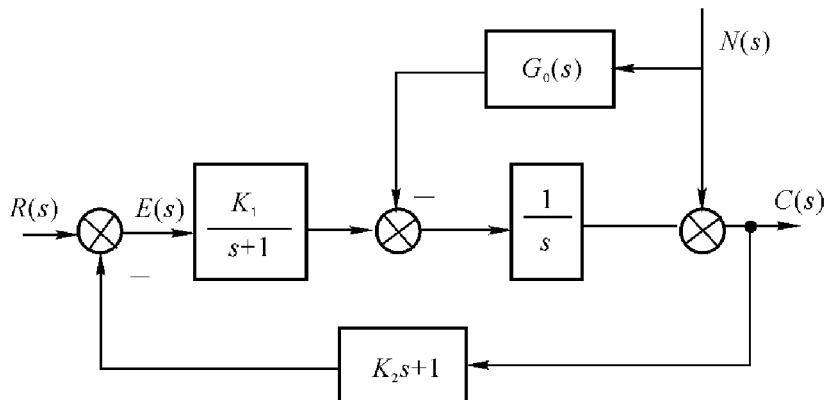 N(s)
G₀(s)
−
R(s)
E(s)
K₁
s+1
1
s
C(s)
−
K₂s+1